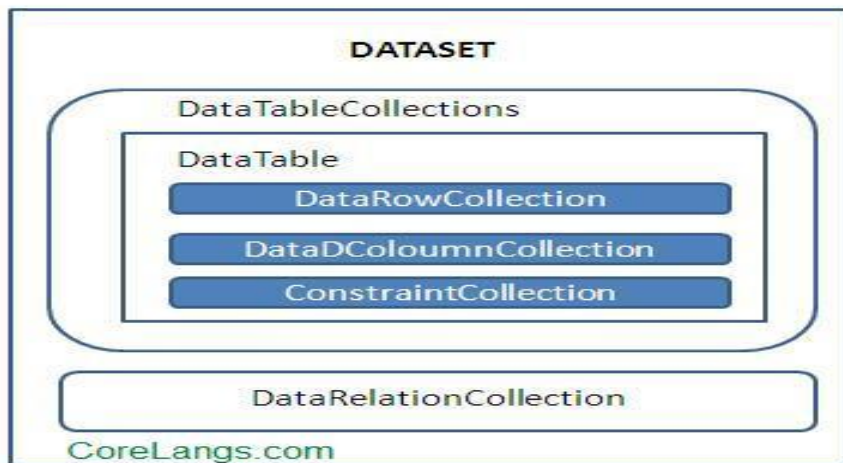 DATASET
DataTableCollections
DataTable
DataRowCollection
DataDColoumnCollection
ConstraintCollection
DataRelationCollection
CoreLangs.com